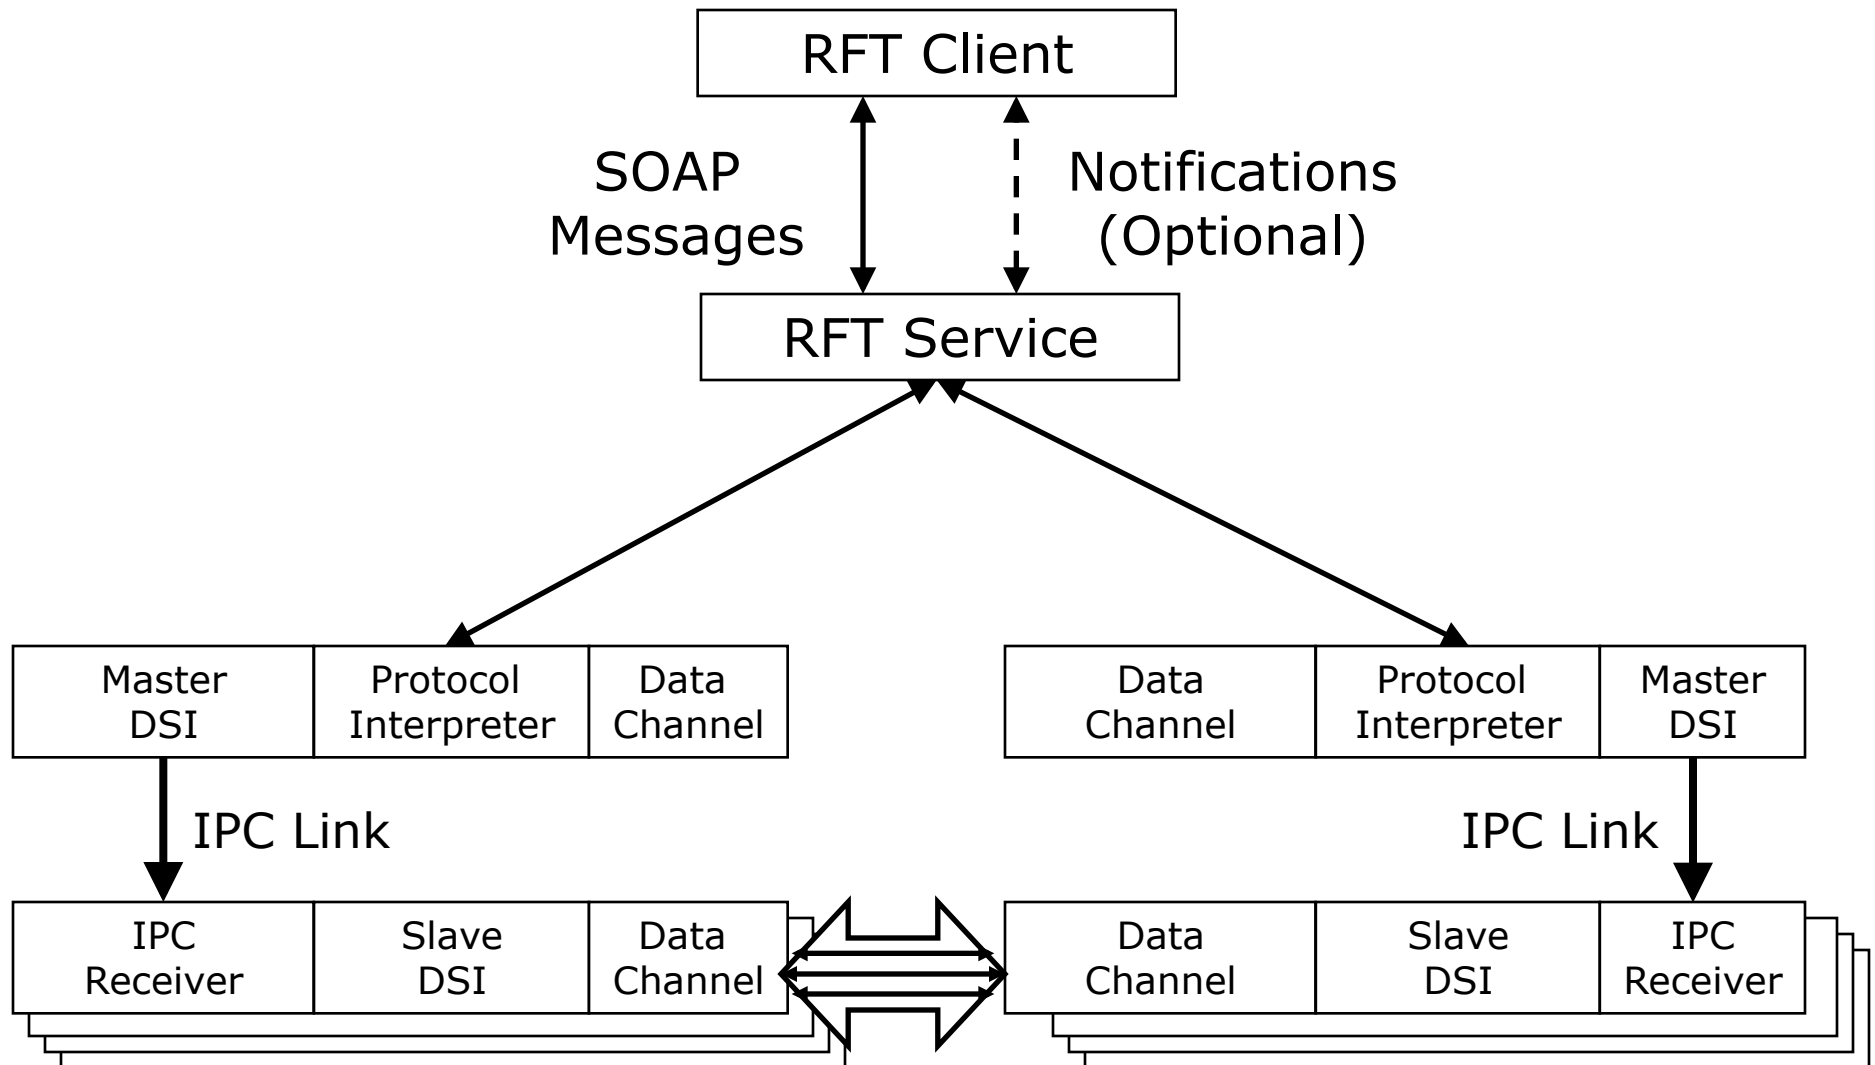 RFT Client
SOAP
Messages
Notifications
(Optional)
RFT Service
Master
DSI
Protocol
Interpreter
Data
Channel
Data
Channel
Protocol
Interpreter
Master
DSI
IPC Link
IPC Link
IPC
Receiver
Slave
DSI
Data
Channel
Data
Channel
Slave
DSI
IPC
Receiver